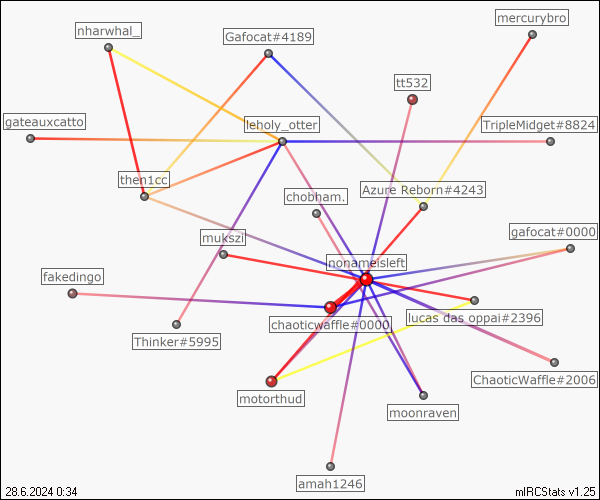 mercurybro
nharwhal_
Gafocat#4189
tt532
gateauxcatto
leholy_otter
TripleMidget#8824
then1cc
Azure Reborn#4243
chobham.
gafocat#0000
mukszi
nonameisleft
fakedingo
lucas das oppai#2396
chaoticwaffle#0000
Thinker#5995
ChaoticWaffle#2006
motorthud
moonraven
amah1246
28.6.2024 0:34
mIRCStats v1.25